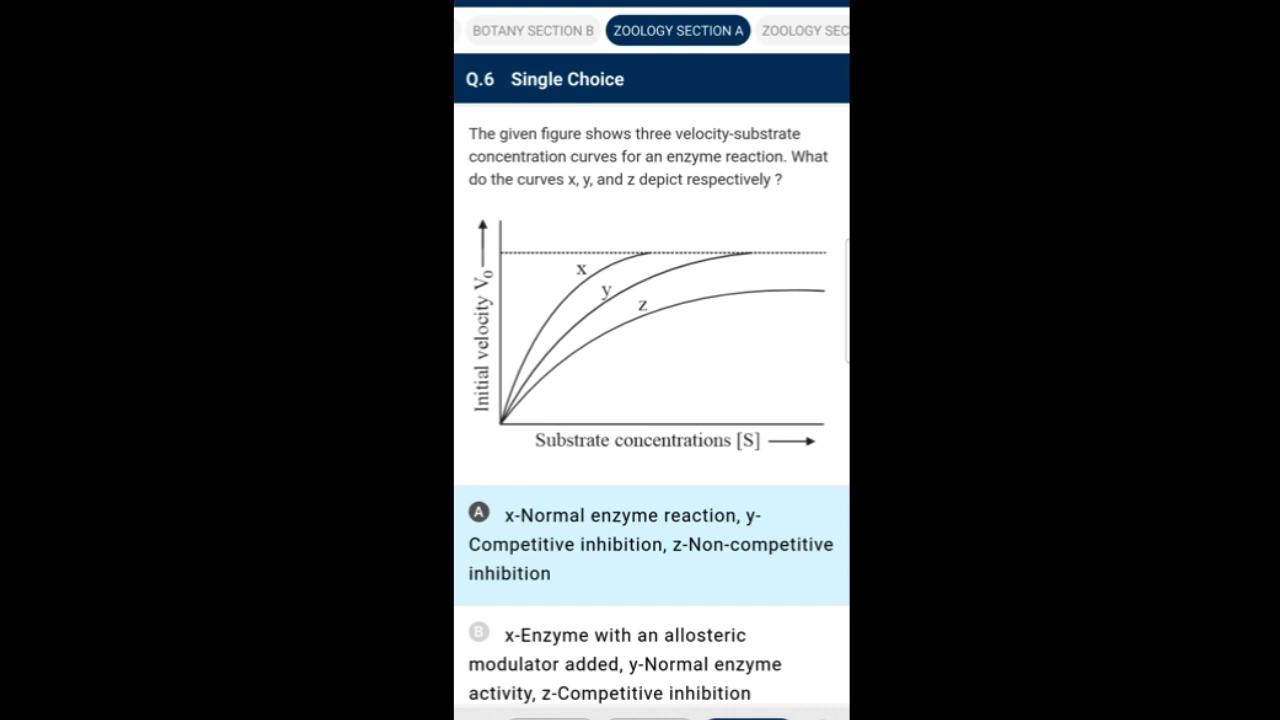 BOTANY SECTION B ZOOLOGY SECTION A ZOOLOGY SEC
Q.6 Single Choice
The given figure shows three velocity-substrate
concentration curves for an enzyme reaction. What
do the curves x, y, and z depict respectively ?
Initial velocity V₀
x
y
z
Substrate concentrations [S]
A x-Normal enzyme reaction, y-
Competitive inhibition, z-Non-competitive
inhibition
B x-Enzyme with an allosteric
modulator added, y-Normal enzyme
activity, z-Competitive inhibition